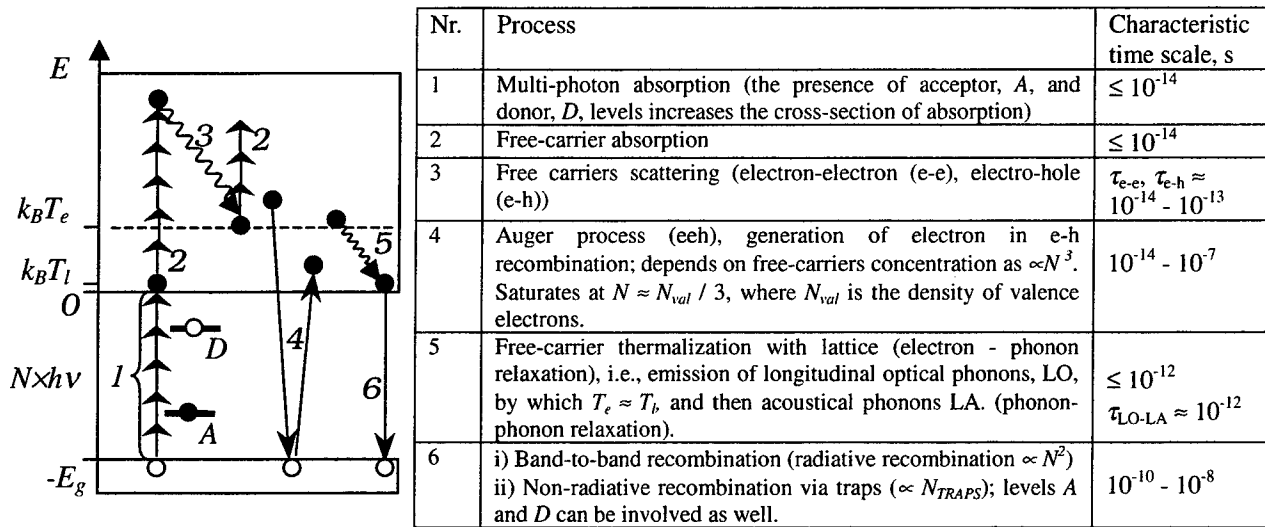 E
k_BT_e
k_BT_l
0
N×hν
-E_g
3
2
2
5
D
1
4
6
A
Nr.
Process
Characteristic
time scale, s
1
Multi-photon absorption (the presence of acceptor, A, and
donor, D, levels increases the cross-section of absorption)
≤ 10^-14
2
Free-carrier absorption
≤ 10^-14
3
Free carriers scattering (electron-electron (e-e), electro-hole
(e-h))
τ_e-e, τ_e-h ≈
10^-14 - 10^-13
4
Auger process (eeh), generation of electron in e-h
recombination; depends on free-carriers concentration as ∝N^3.
Saturates at N ≈ N_val / 3, where N_val is the density of valence
electrons.
10^-14 - 10^-7
5
Free-carrier thermalization with lattice (electron - phonon
relaxation), i.e., emission of longitudinal optical phonons, LO,
by which T_e ≈ T_l, and then acoustical phonons LA. (phonon-
phonon relaxation).
≤ 10^-12
τ_LO-LA ≈ 10^-12
6
i) Band-to-band recombination (radiative recombination ∝ N^2)
ii) Non-radiative recombination via traps (∝ N_TRAPS); levels A
and D can be involved as well.
10^-10 - 10^-8